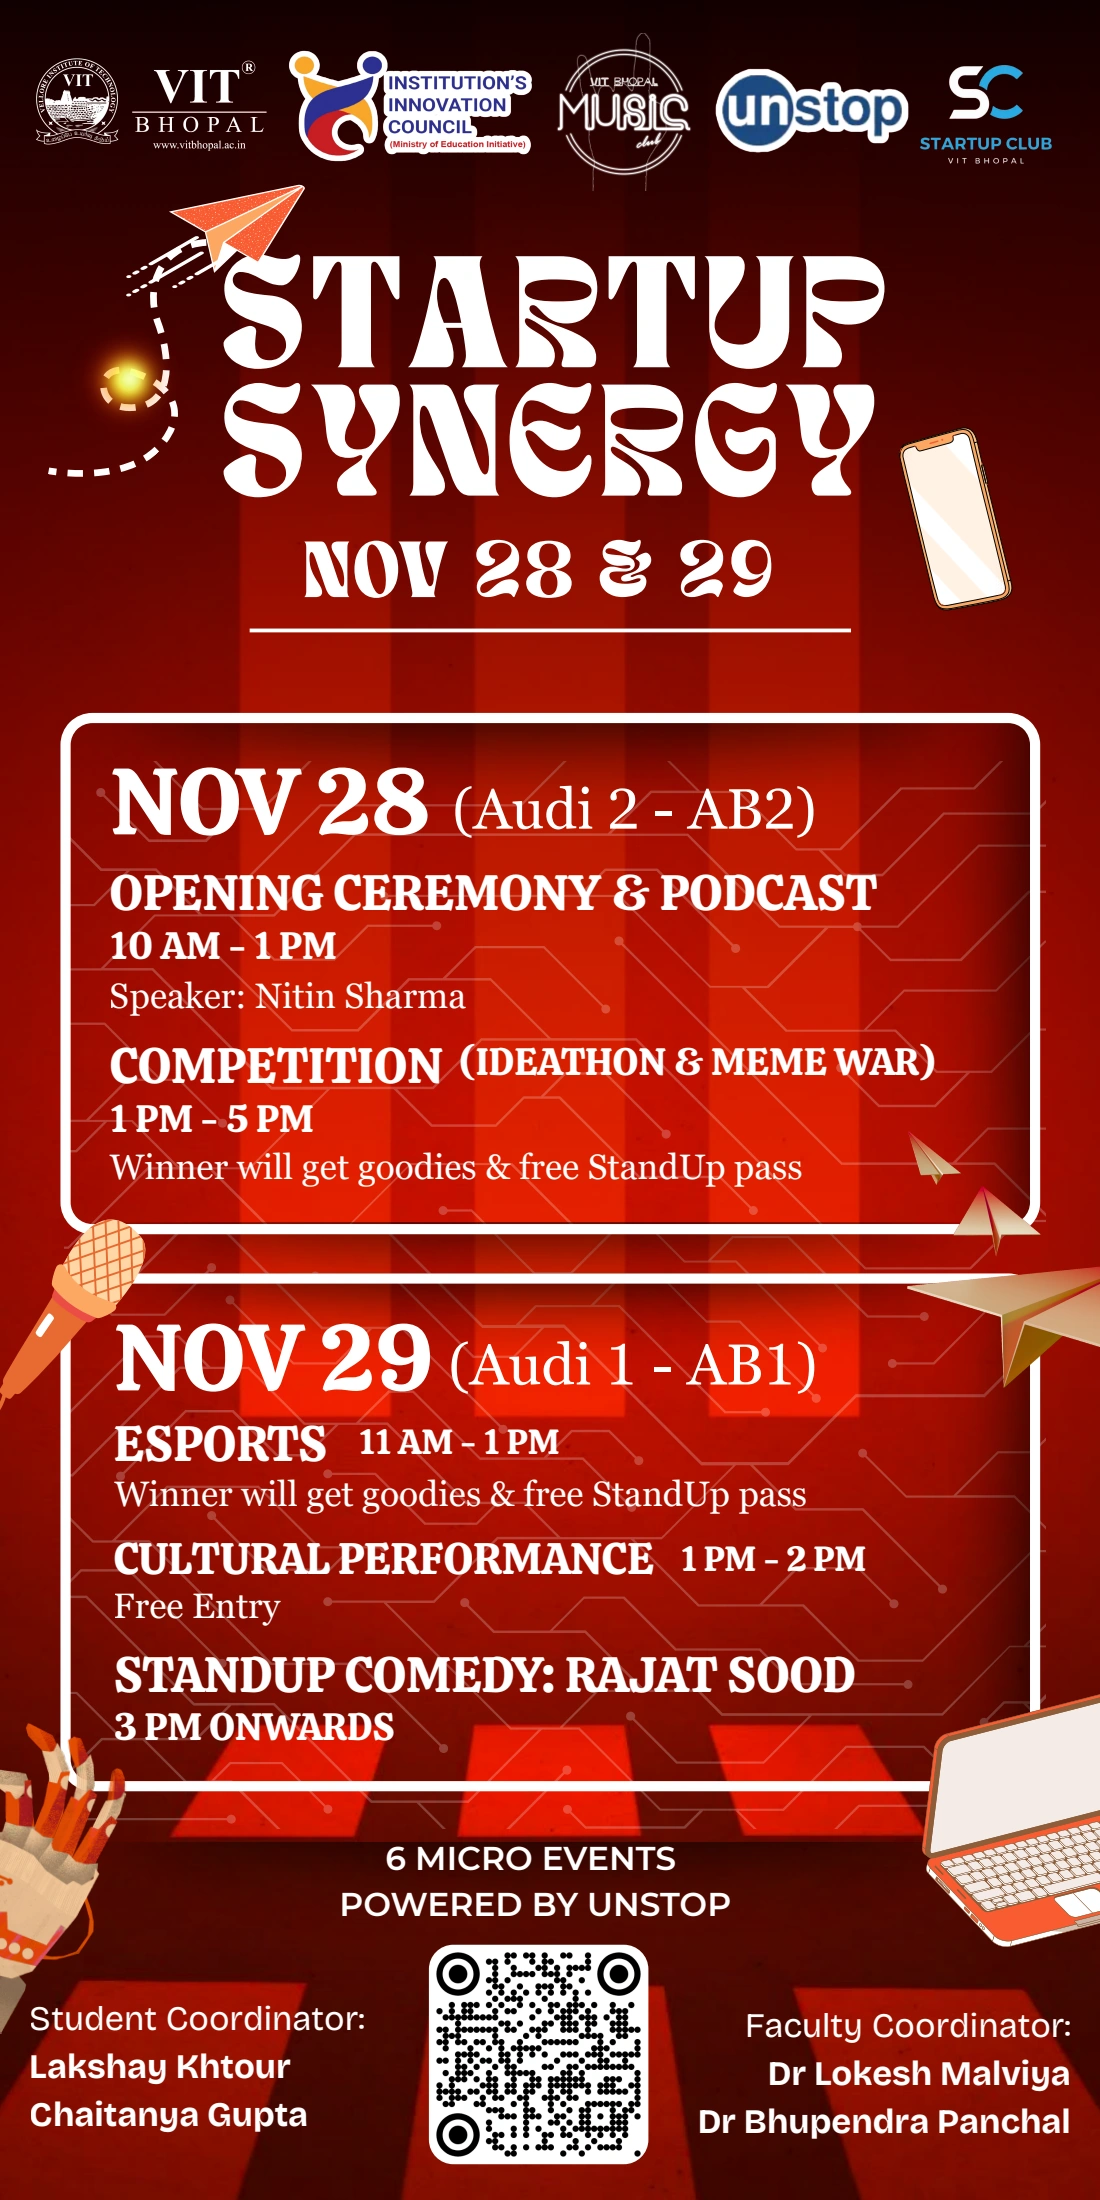 VIT
VIT®
BHOPAL
www.vitbhopal.ac.in
INSTITUTION'S
INNOVATION
COUNCIL
(Ministry of Education Initiative)
VIT BHOPAL
MUSIC
club
unstop
SC
STARTUP CLUB
VIT BHOPAL
STARTUP
SYNERGY
NOV 28 & 29
NOV 28 (Audi 2 - AB2)
OPENING CEREMONY & PODCAST
10 AM – 1 PM
Speaker: Nitin Sharma
COMPETITION (IDEATHON & MEME WAR)
1 PM – 5 PM
Winner will get goodies & free StandUp pass
NOV 29 (Audi 1 - AB1)
ESPORTS 11 AM – 1 PM
Winner will get goodies & free StandUp pass
CULTURAL PERFORMANCE 1 PM – 2 PM
Free Entry
STANDUP COMEDY: RAJAT SOOD
3 PM ONWARDS
6 MICRO EVENTS
POWERED BY UNSTOP
Student Coordinator:
Lakshay Khtour
Chaitanya Gupta
Faculty Coordinator:
Dr Lokesh Malviya
Dr Bhupendra Panchal